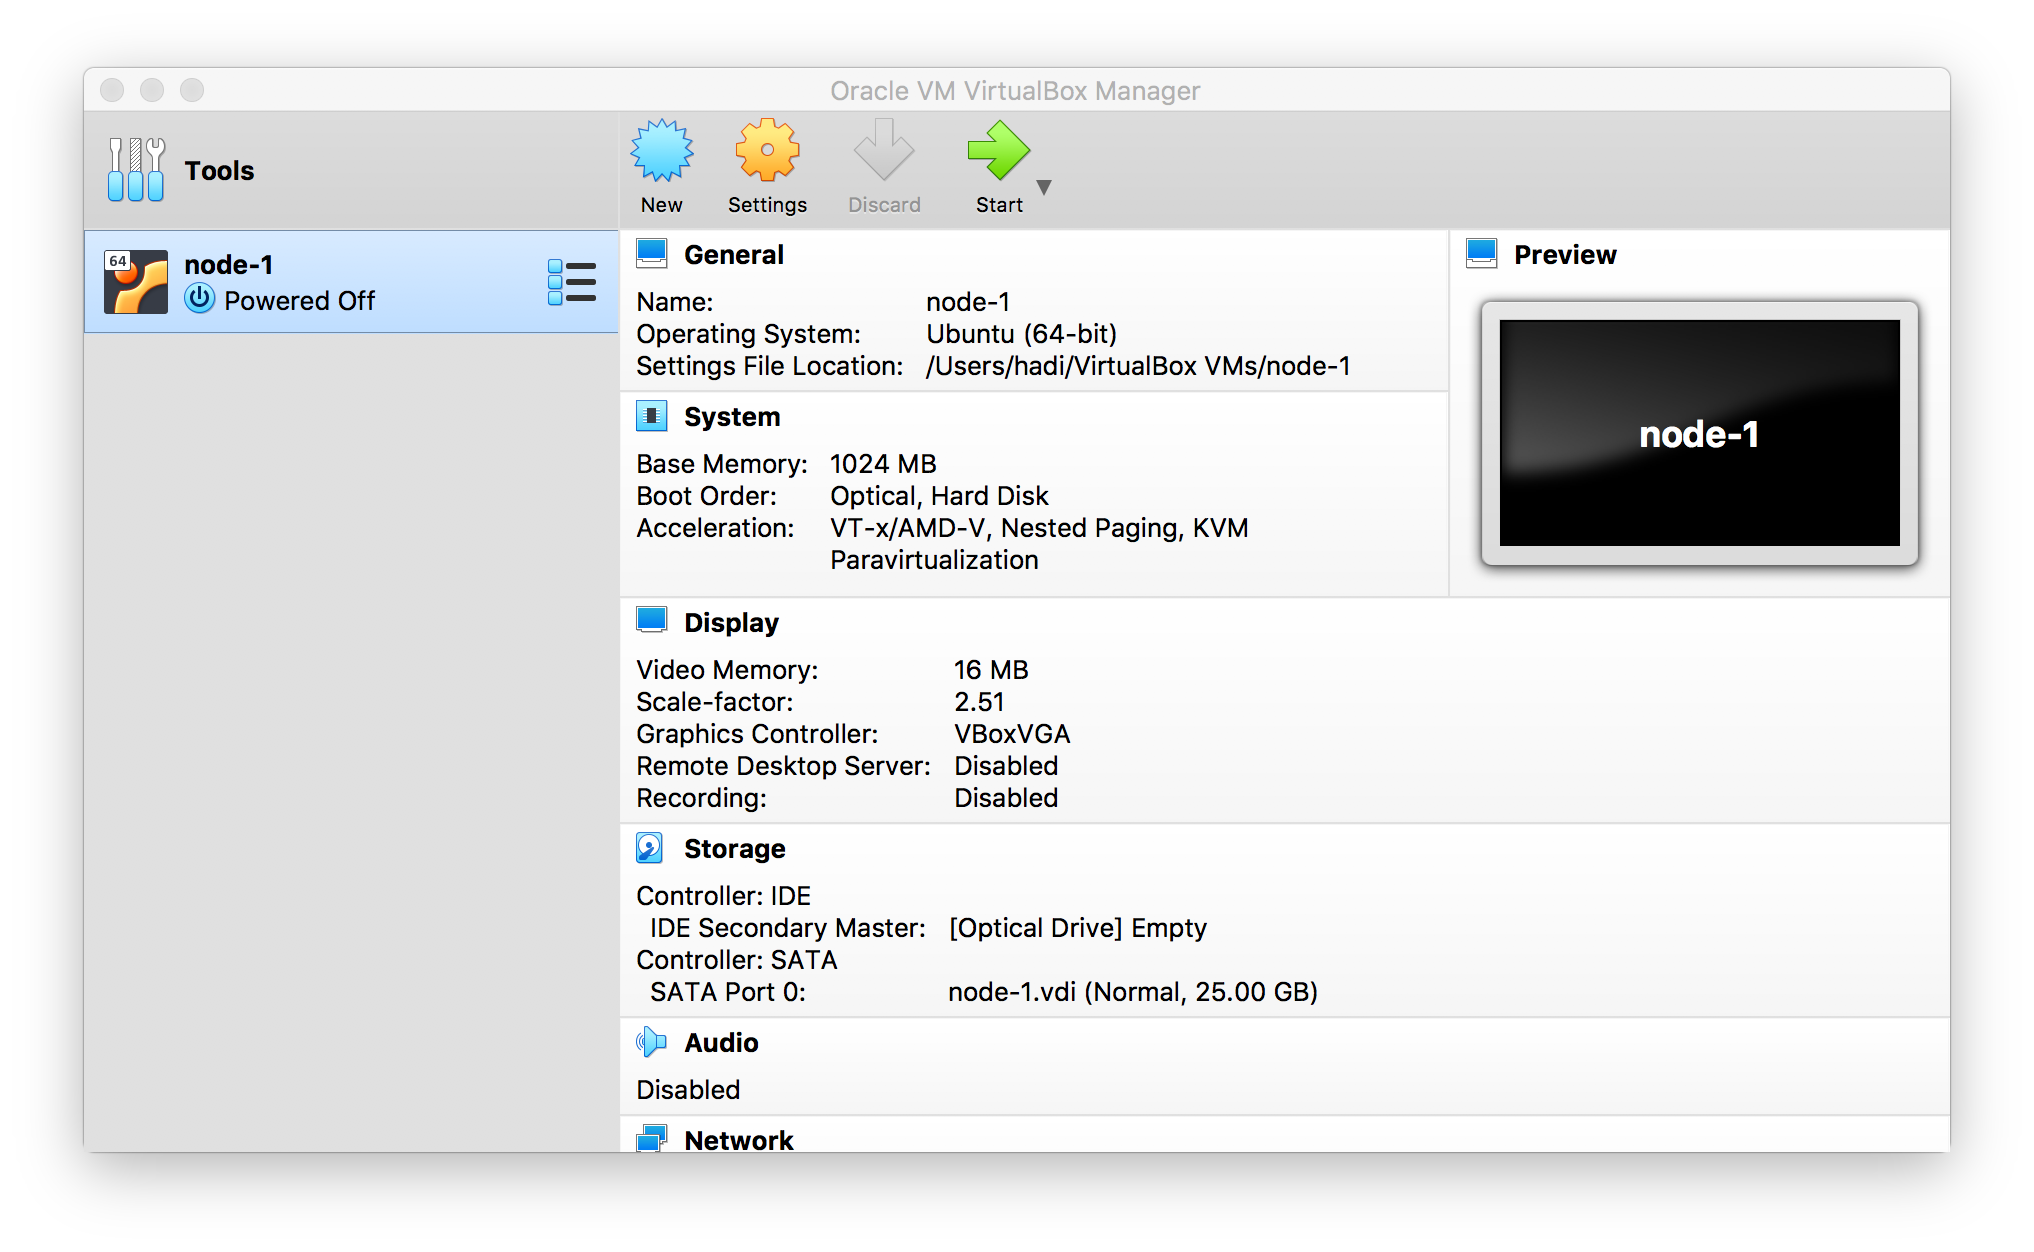 Oracle VM VirtualBox Manager
Tools
New
Settings
Discard
Start
64
node-1
Powered Off
General
Name: node-1
Operating System: Ubuntu (64-bit)
Settings File Location: /Users/hadi/VirtualBox VMs/node-1
Preview
node-1
System
Base Memory: 1024 MB
Boot Order: Optical, Hard Disk
Acceleration: VT-x/AMD-V, Nested Paging, KVM
Paravirtualization
Display
Video Memory: 16 MB
Scale-factor: 2.51
Graphics Controller: VBoxVGA
Remote Desktop Server: Disabled
Recording: Disabled
Storage
Controller: IDE
IDE Secondary Master: [Optical Drive] Empty
Controller: SATA
SATA Port 0: node-1.vdi (Normal, 25.00 GB)
Audio
Disabled
Network